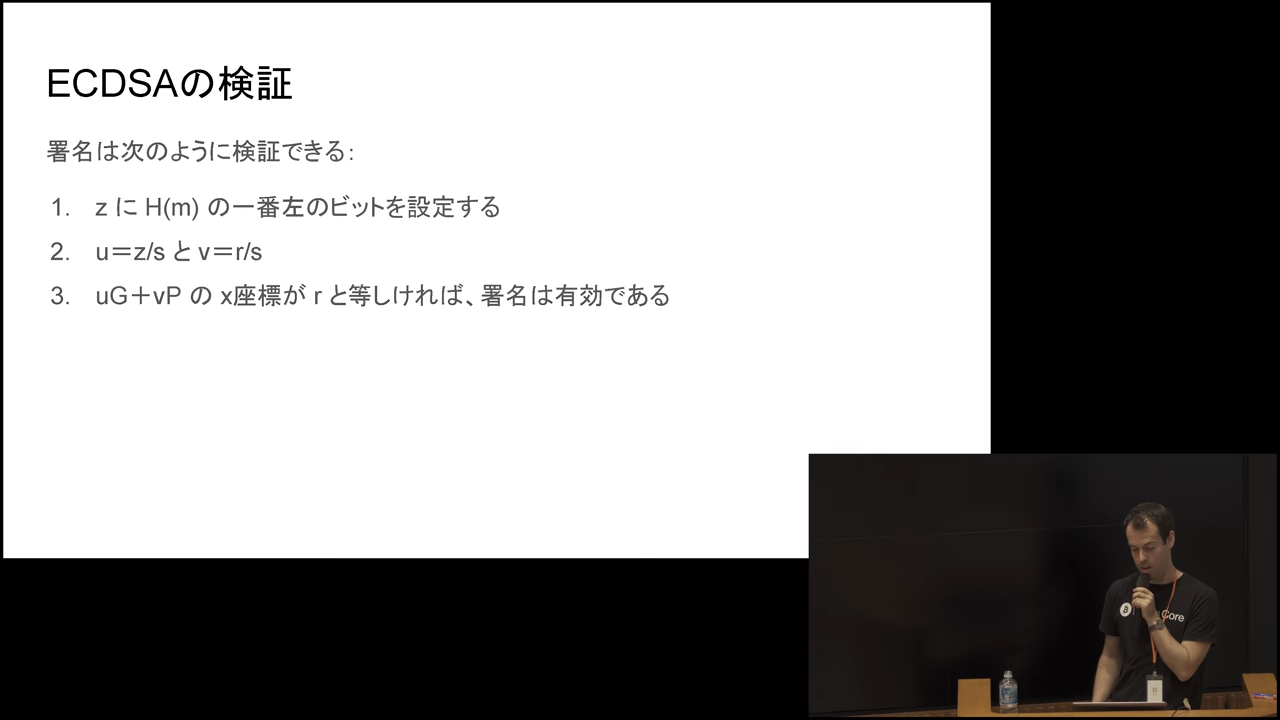 ECDSAの検証
署名は次のように検証できる：
1. z に H(m) の一番左のビットを設定する
2. u＝z/s と v＝r/s
3. uG＋vP の x座標が r と等しければ、署名は有効である
Core